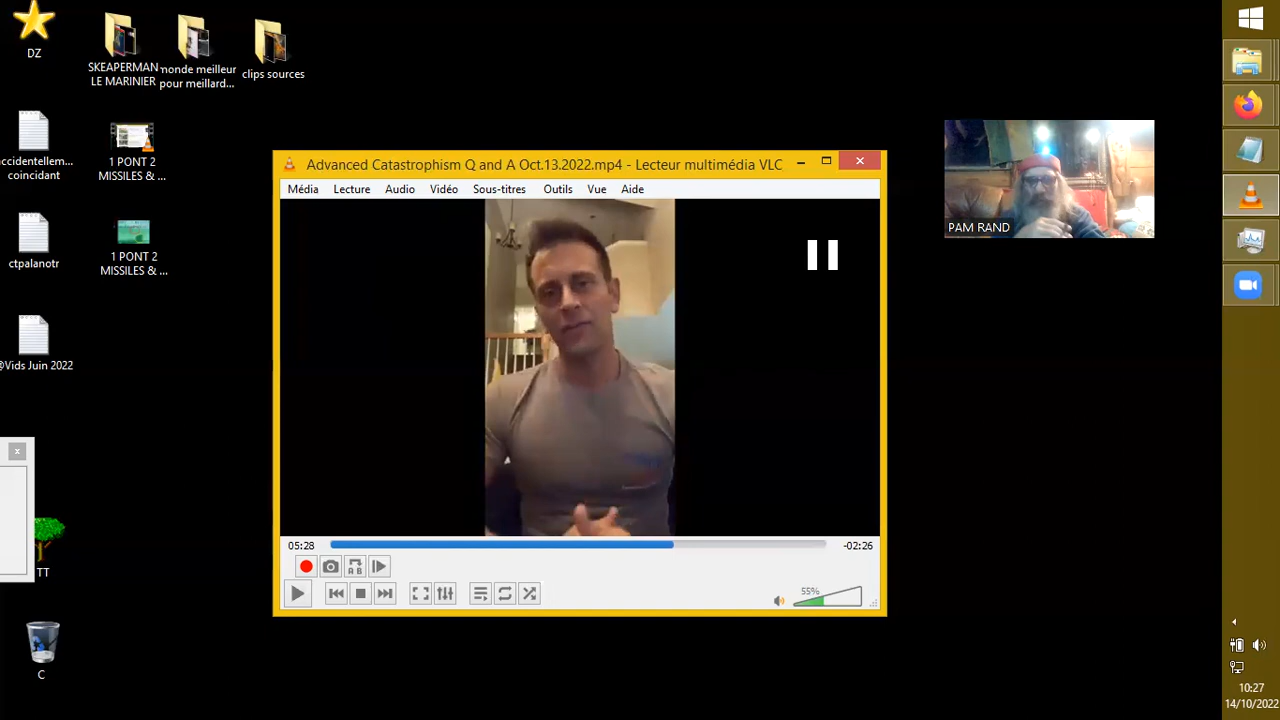 DZ
SKEAPERMAN
LE MARINIER
monde meilleur
pour meillard...
clips sources
accidentellem...
coincidant
1 PONT 2
MISSILES & ...
ctpalanotr
1 PONT 2
MISSILES & ...
@Vids Juin 2022
TT
C
Advanced Catastrophism Q and A Oct.13.2022.mp4 - Lecteur multimédia VLC
Média Lecture Audio Vidéo Sous-titres Outils Vue Aide
05:28
-02:26
A B
55%
PAM RAND
10:27
14/10/2022